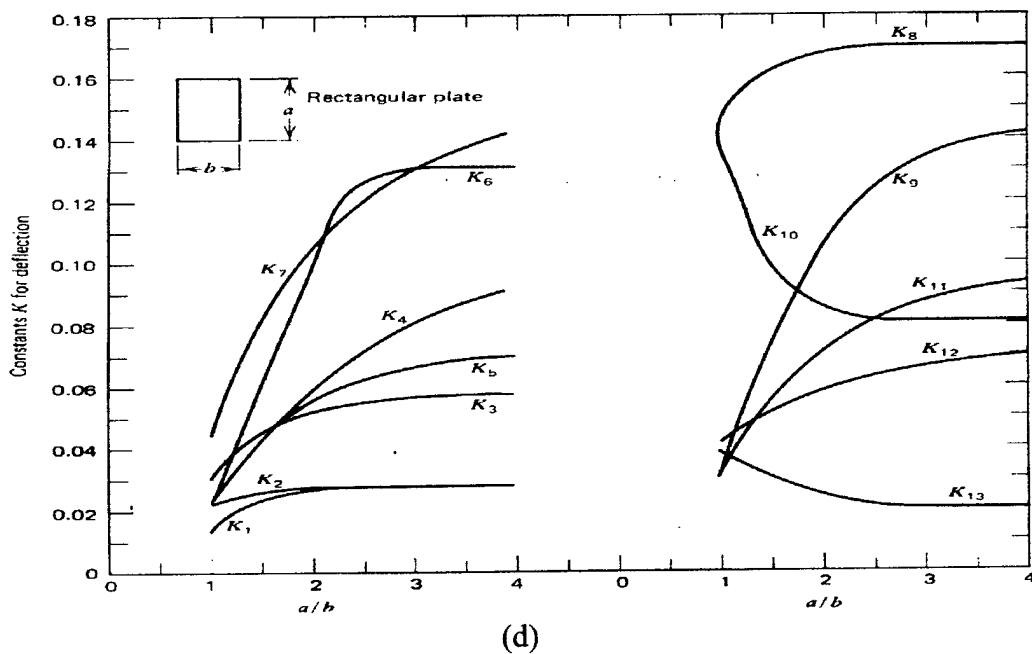 Constants K for deflection
0.18
0.16
0.14
0.12
0.10
0.08
0.06
0.04
0.02
0
Rectangular plate
a
b
K7
K6
K4
K5
K3
K2
K1
K8
K9
K10
K11
K12
K13
0 1 2 3 4 0 1 2 3 4
a/b a/b
(d)